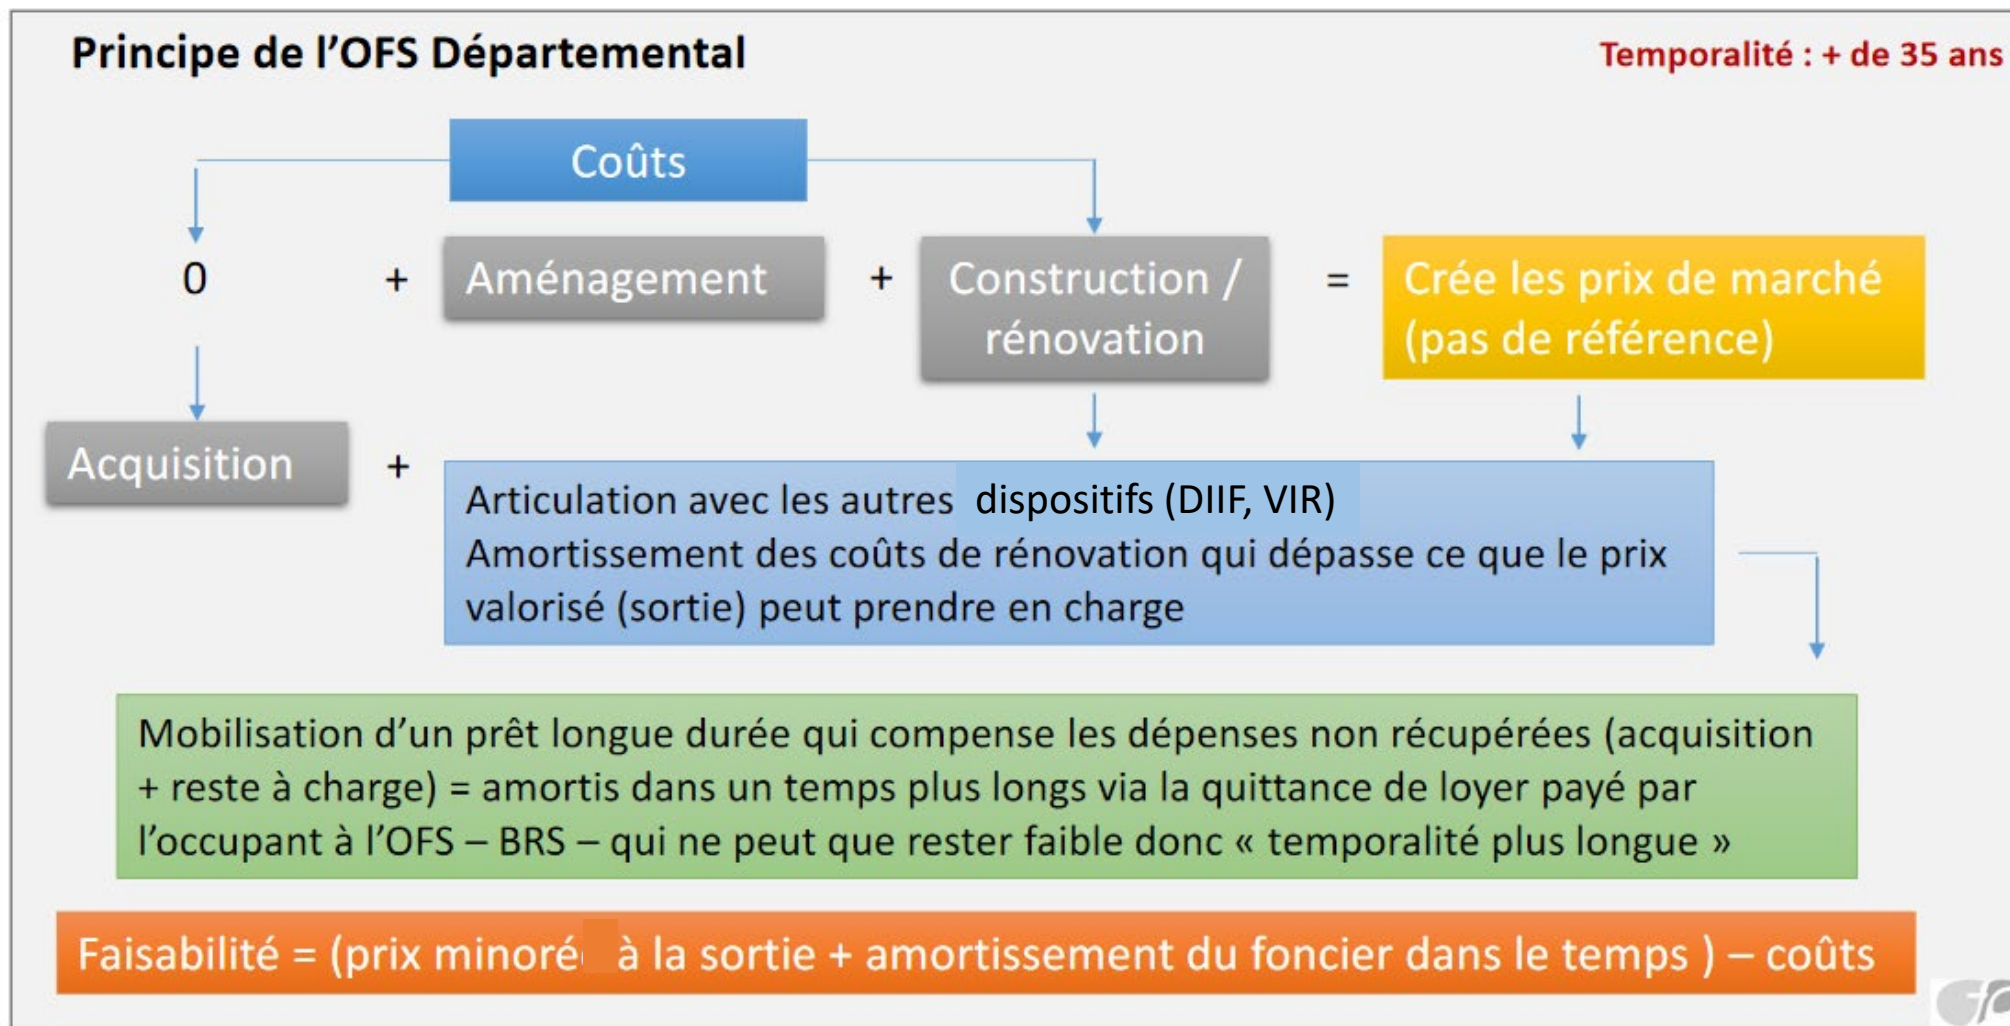 Principe de l'OFS Départemental
Temporalité : + de 35 ans
Coûts
0 + Aménagement + Construction / = Crée les prix de marché
rénovation (pas de référence)
Acquisition +
Articulation avec les autres dispositifs (DIIF, VIR)
Amortissement des coûts de rénovation qui dépasse ce que le prix
valorisé (sortie) peut prendre en charge
Mobilisation d'un prêt longue durée qui compense les dépenses non récupérées (acquisition
+ reste à charge) = amortis dans un temps plus longs via la quittance de loyer payé par
l'occupant à l'OFS – BRS – qui ne peut que rester faible donc « temporalité plus longue »
Faisabilité = (prix minoré à la sortie + amortissement du foncier dans le temps ) – coûts